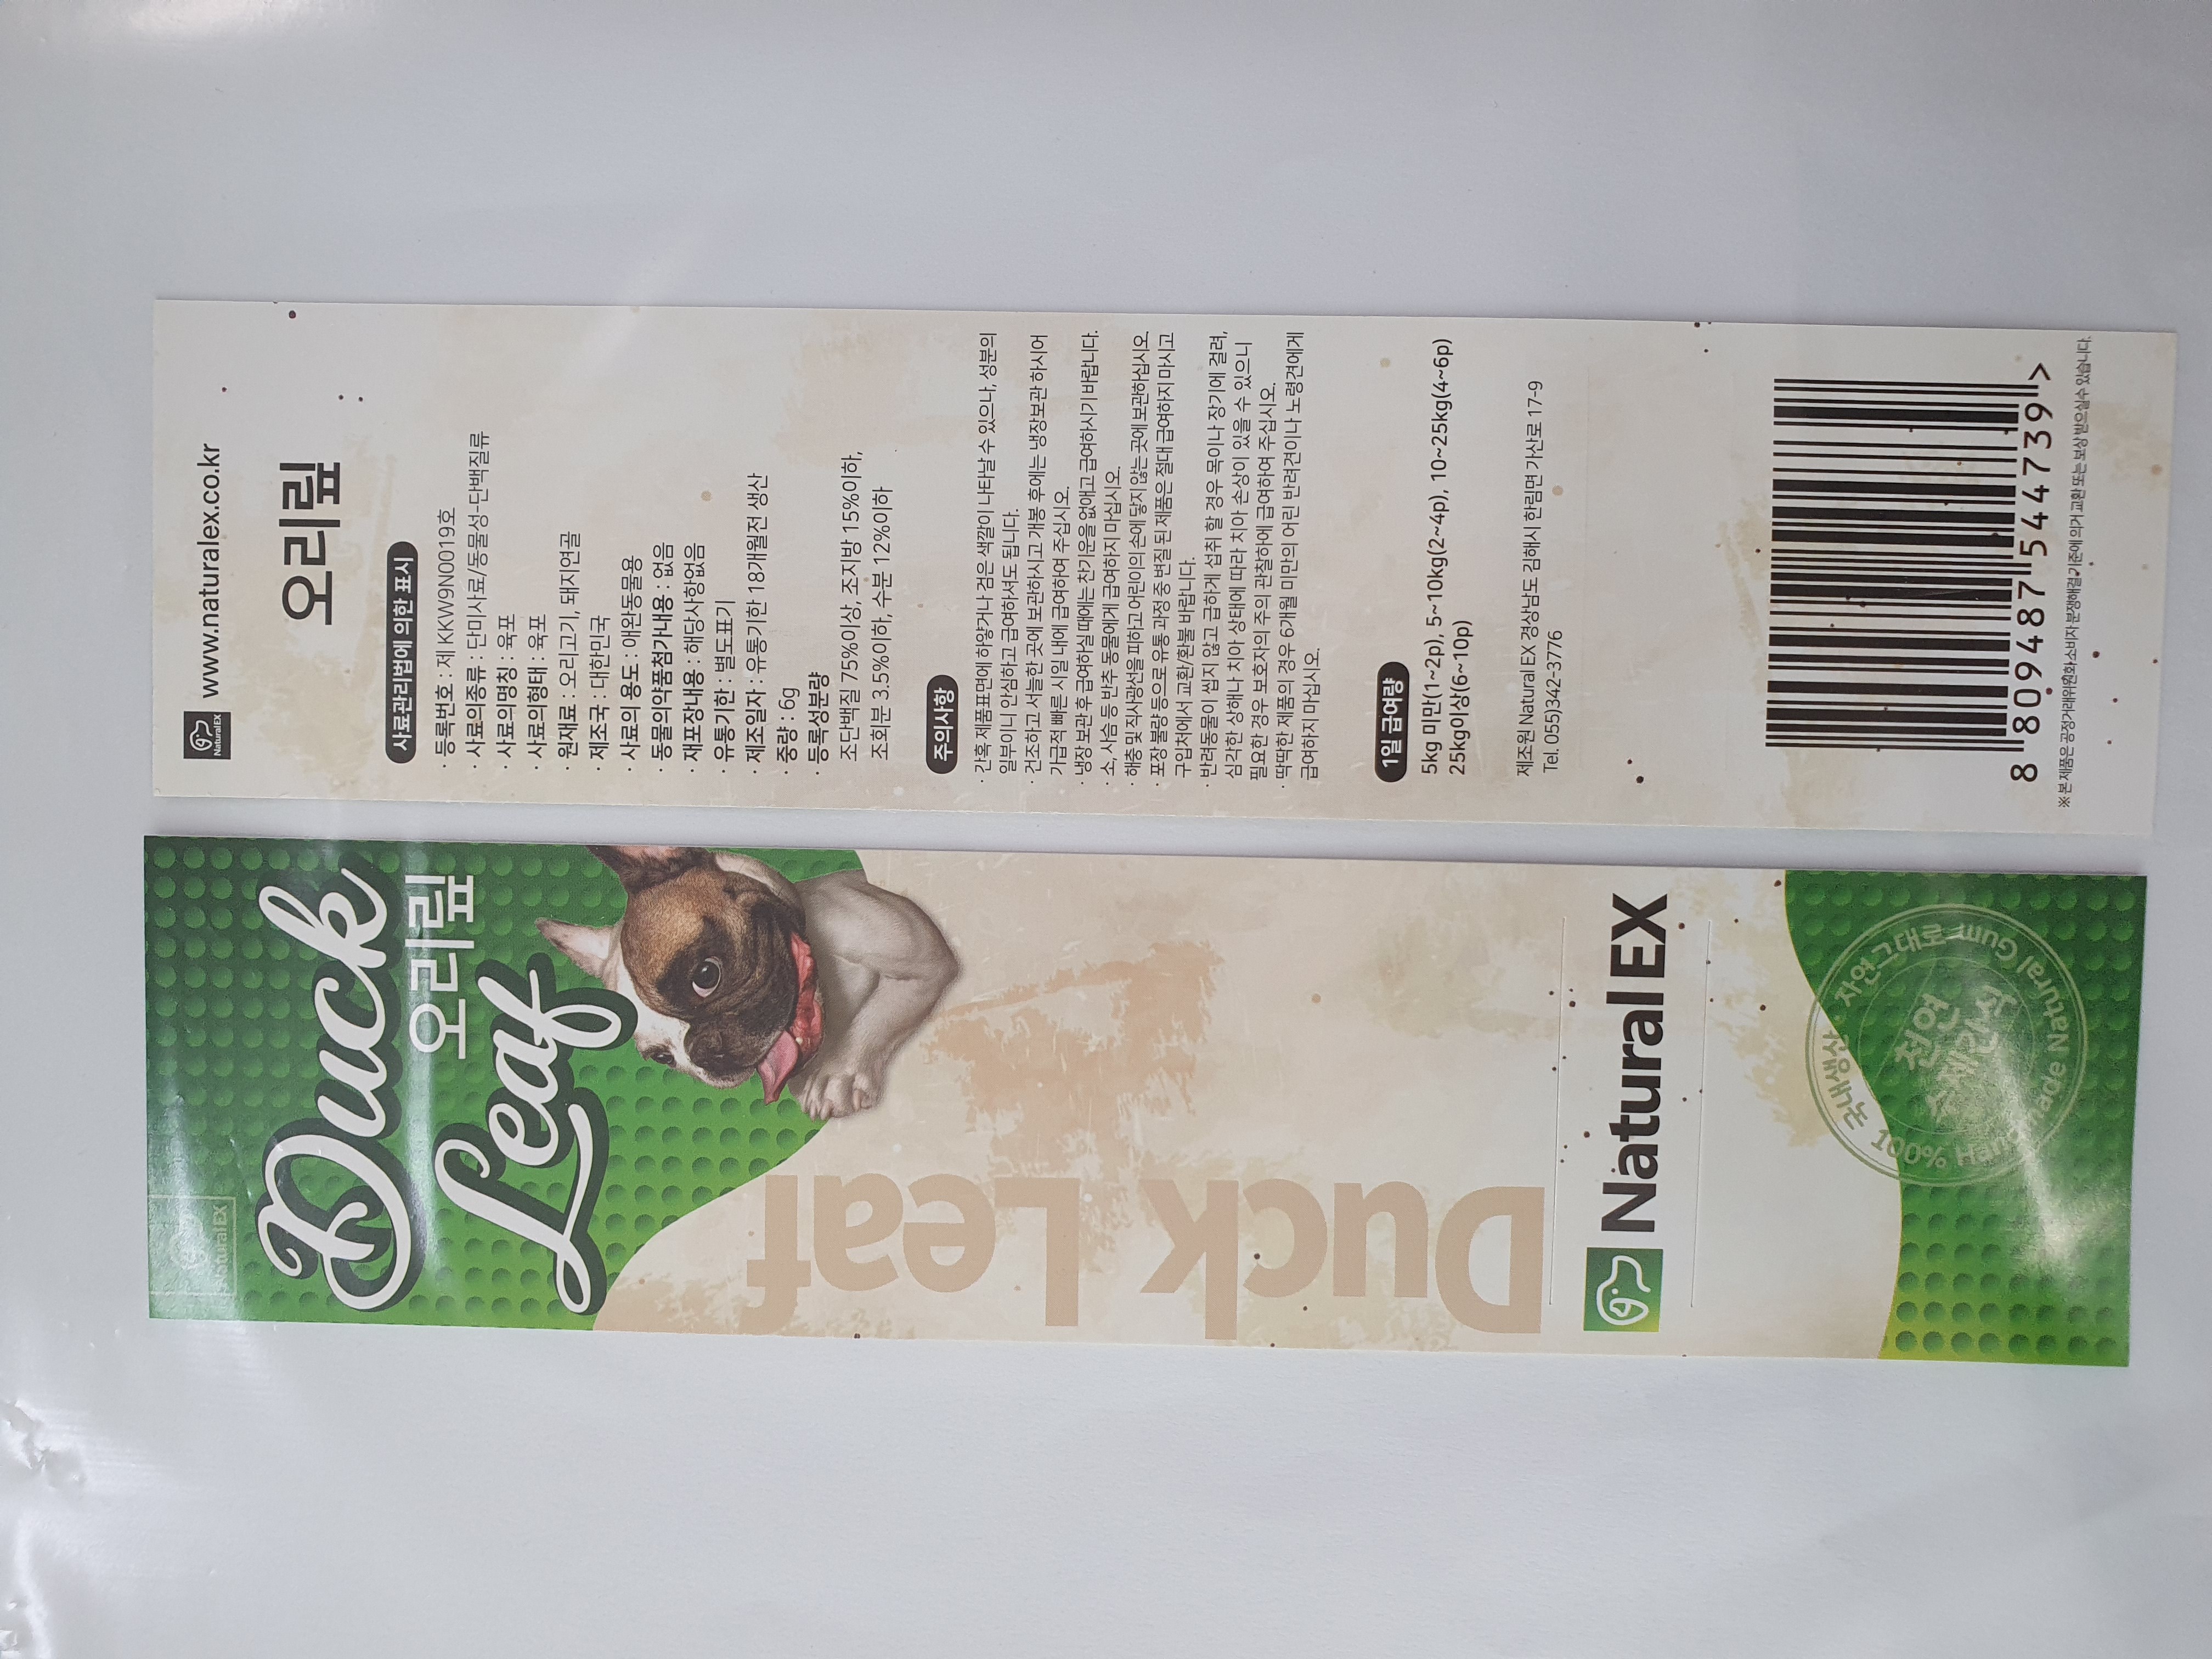 NaturalEX
www.naturalex.co.kr
오리맆
사료관리법에 의한 표시
· 등록번호 : 제 KKW9N0019호
· 사료의종류 : 단미사료/동물성-단백질류
· 사료의명칭 : 육포
· 사료의형태 : 육포
· 원재료 : 오리고기, 돼지연골
· 제조국 : 대한민국
· 사료의 용도 : 애완동물용
· 동물의약품첨가내용 : 없음
· 재포장내용 : 해당사항없음
· 유통기한 : 별도표기
· 제조일자 : 유통기한 18개월전 생산
· 중량 : 6g
· 등록성분량
조단백질 75%이상, 조지방 15%이하,
조회분 3.5%이하, 수분 12%이하
주의사항
· 간혹 제품표면에 하얗거나 검은 색깔이 나타날 수 있으나, 성분의
일부이니 안심하고 급여하셔도 됩니다.
· 건조하고 서늘한 곳에 보관하시고 개봉 후에는 냉장보관 하시어
가급적 빠른 시일 내에 급여하여 주십시오.
· 냉장 보관 후 급여하실 때에는 찬기운을 없애고 급여하시기 바랍니다.
· 소, 사슴 등 반추 동물에게 급여하지 마십시오.
· 해충 및 직사광선을 피하고 어린이의 손에 닿지 않는 곳에 보관하십시오.
· 포장 불량 등으로 유통 과정 중 변질 된 제품은 절대 급여하지 마시고
구입처에서 교환/환불 바랍니다.
· 반려동물이 씹지 않고 급하게 섭취 할 경우 목이나 장기에 걸려,
심각한 상해나 치아 상태에 따라 치아 손상이 있을 수 있으니
필요한 경우 보호자의 주의 관찰하에 급여하여 주십시오.
· 딱딱한 제품의 경우 6개월 미만의 어린 반려견이나 노령견에게
급여하지 마십시오.
1일 급여량
5kg 미만(1~2p), 5~10kg(2~4p), 10~25kg(4~6p)
25kg이상(6~10p)
제조원 Natural EX 경상남도 김해시 한림면 가산로 17-9
Tel. 055)342-3776
8 809487 544739 >
※본 제품은 공정거래위원회 소비자 분쟁해결 기준에 의거 교환 또는 보상 받으실 수 있습니다.
NaturalEX
Duck
오리맆
Leaf
Duck Leaf
Natural EX
국내생산 · 자연 그대로
천연
수제간식
100% Hand made Natural Gum